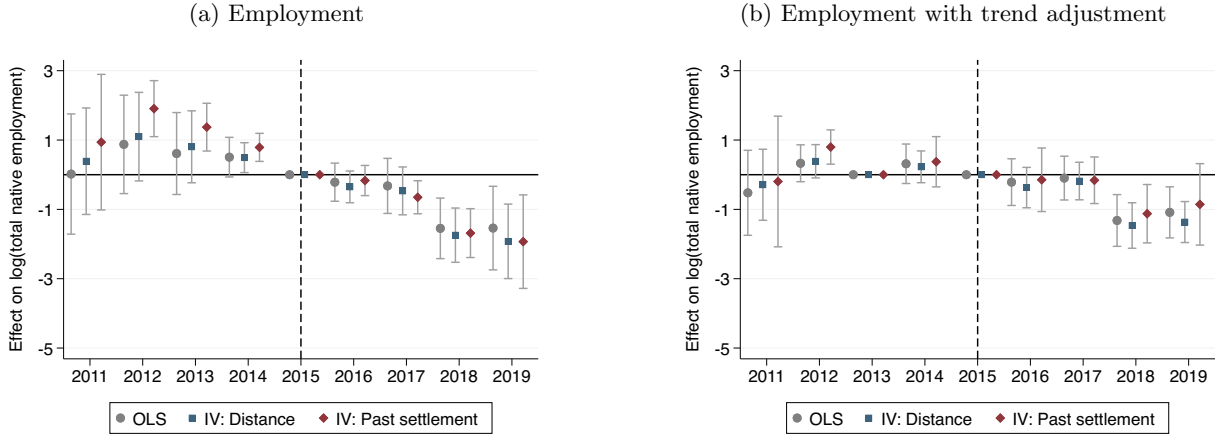 (a) Employment
Effect on log(total native employment)
3
1
-1
-3
-5
2011 2012 2013 2014 2015 2016 2017 2018 2019
OLS IV: Distance IV: Past settlement
(b) Employment with trend adjustment
Effect on log(total native employment)
3
1
-1
-3
-5
2011 2012 2013 2014 2015 2016 2017 2018 2019
OLS IV: Distance IV: Past settlement